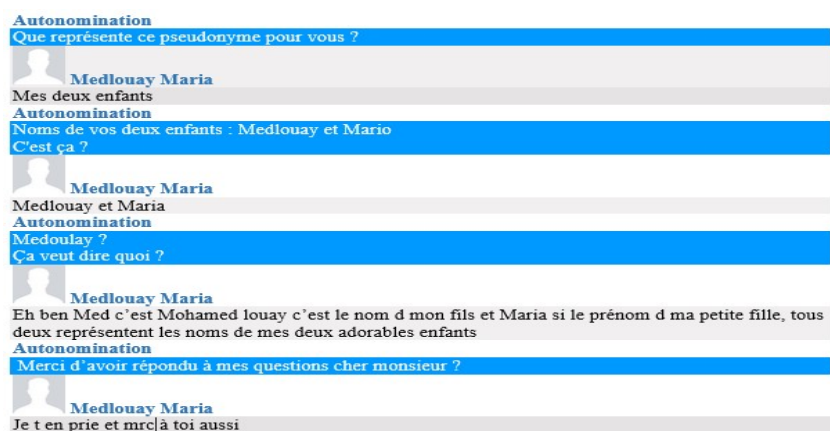 Autonomination
Que représente ce pseudonyme pour vous ?
Medlouay Maria
Mes deux enfants
Autonomination
Noms de vos deux enfants : Medlouay et Mario
C'est ça ?
Medlouay Maria
Medlouay et Maria
Autonomination
Medoulay ?
Ça veut dire quoi ?
Medlouay Maria
Eh ben Med c'est Mohamed louay c'est le nom d mon fils et Maria si le prénom d ma petite fille, tous
deux représentent les noms de mes deux adorables enfants
Autonomination
Merci d'avoir répondu à mes questions cher monsieur ?
Medlouay Maria
Je t en prie et mrc à toi aussi